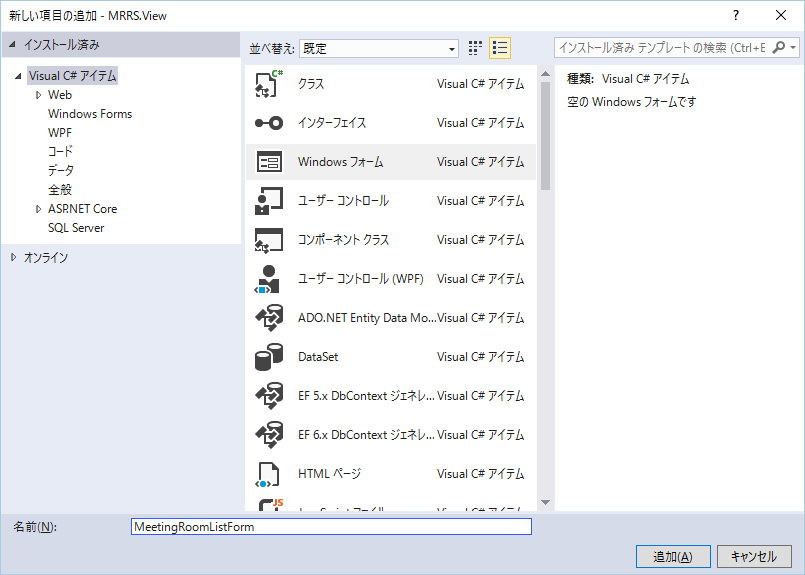 新しい項目の追加 - MRRS.View
?
インストール済み
並べ替え: 既定
インストール済み テンプレート の検索 (Ctrl+E
Visual C# アイテム
Web
Windows Forms
WPF
コード
データ
全般
ASP.NET Core
SQL Server
オンライン
C# クラス Visual C# アイテム
インターフェイス Visual C# アイテム
Windows フォーム Visual C# アイテム
ユーザー コントロール Visual C# アイテム
コンポーネント クラス Visual C# アイテム
ユーザー コントロール (WPF) Visual C# アイテム
ADO.NET Entity Data Mo... Visual C# アイテム
DataSet Visual C# アイテム
EF 5.x DbContext ジェネレ... Visual C# アイテム
EF 6.x DbContext ジェネレ... Visual C# アイテム
HTML ページ Visual C# アイテム
JS
種類: Visual C# アイテム
空の Windows フォームです
名前(N): MeetingRoomListForm
追加(A) キャンセル